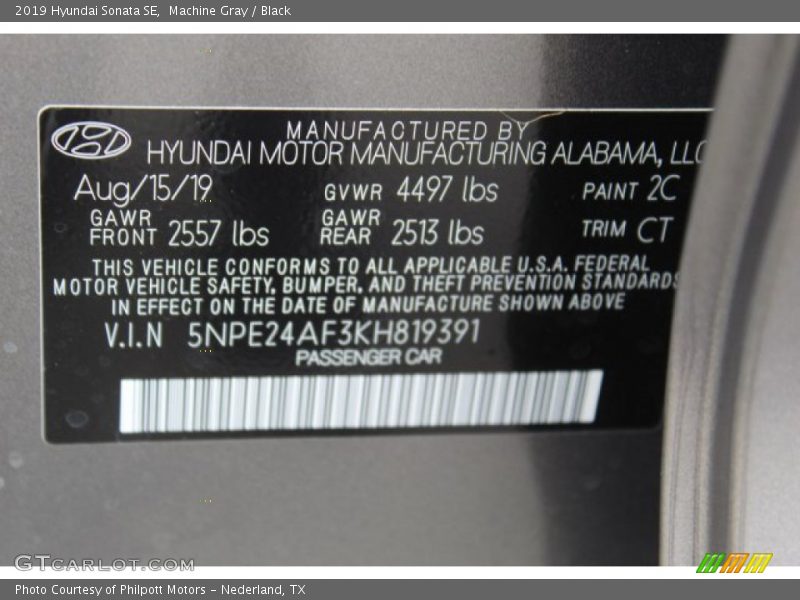 2019 Hyundai Sonata SE, Machine Gray / Black
MANUFACTURED BY
HYUNDAI MOTOR MANUFACTURING ALABAMA, LLC
Aug/15/19 GVWR 4497 lbs PAINT 2C
GAWR FRONT 2557 lbs GAWR REAR 2513 lbs TRIM CT
THIS VEHICLE CONFORMS TO ALL APPLICABLE U.S.A. FEDERAL
MOTOR VEHICLE SAFETY, BUMPER, AND THEFT PREVENTION STANDARDS
IN EFFECT ON THE DATE OF MANUFACTURE SHOWN ABOVE
V.I.N 5NPE24AF3KH819391
PASSENGER CAR
GTCARLOT.COM
Photo Courtesy of Philpott Motors - Nederland, TX